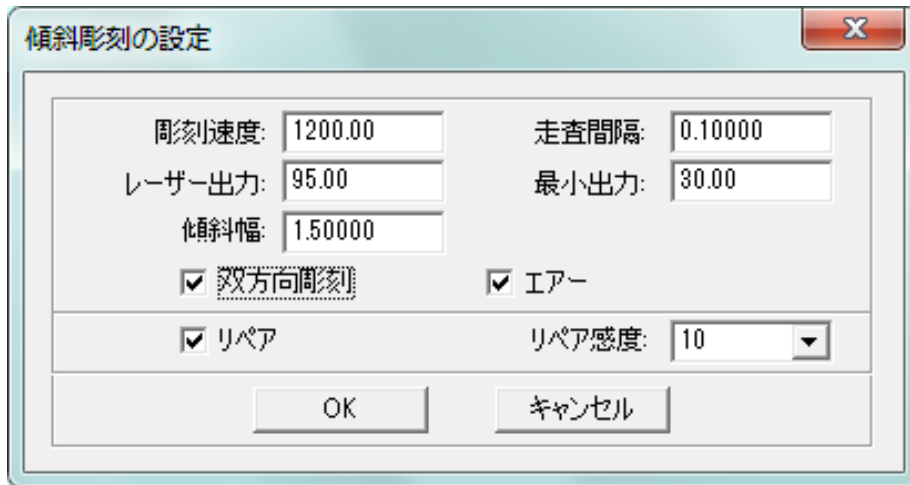 傾斜彫刻の設定
彫刻速度: 1200.00 走査間隔: 0.10000
レーザー出力: 95.00 最小出力: 30.00
傾斜幅: 1.50000
双方向彫刻 エアー
リペア リペア感度: 10
OK キャンセル